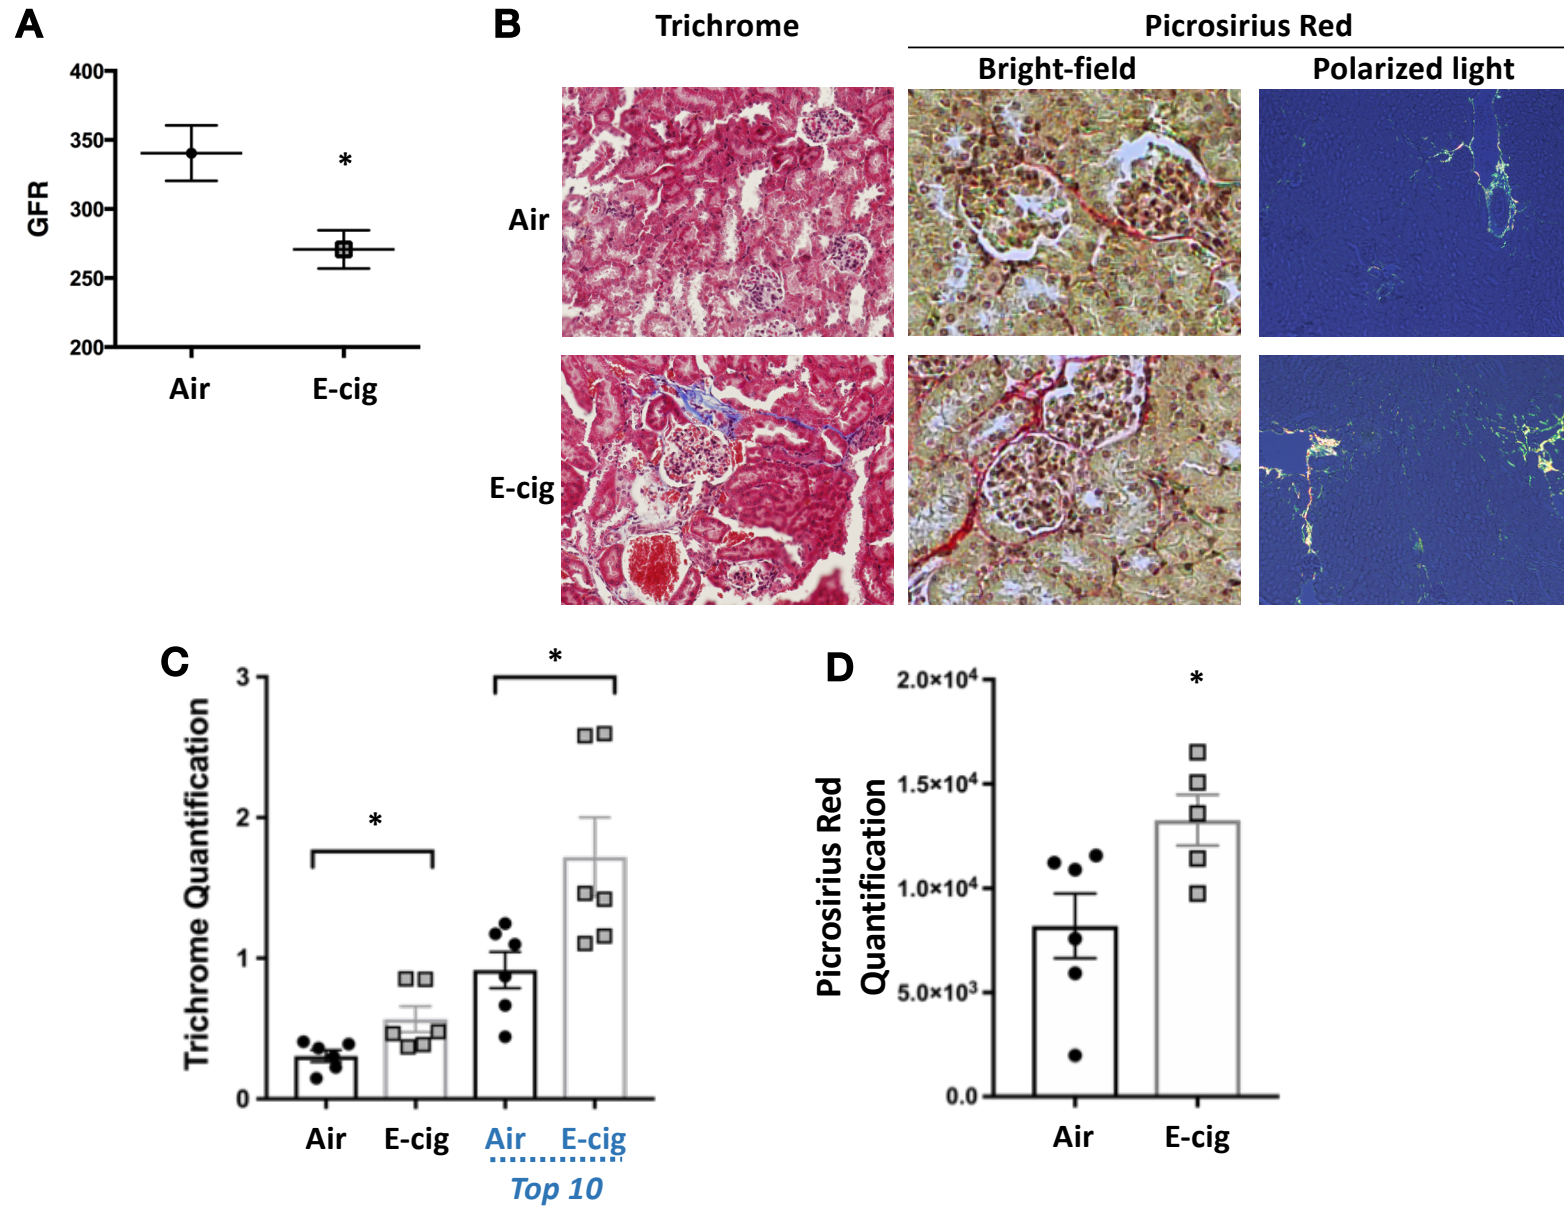 A
400
350
300
250
200
GFR
*
Air
E-cig
B
Trichrome
Picrosirius Red
Bright-field
Polarized light
Air
E-cig
C
Trichrome Quantification
3
2
1
0
*
*
Air
E-cig
Air
E-cig
Top 10
D
Picrosirius Red
Quantification
2.0×10⁴
1.5×10⁴
1.0×10⁴
5.0×10³
0.0
*
Air
E-cig